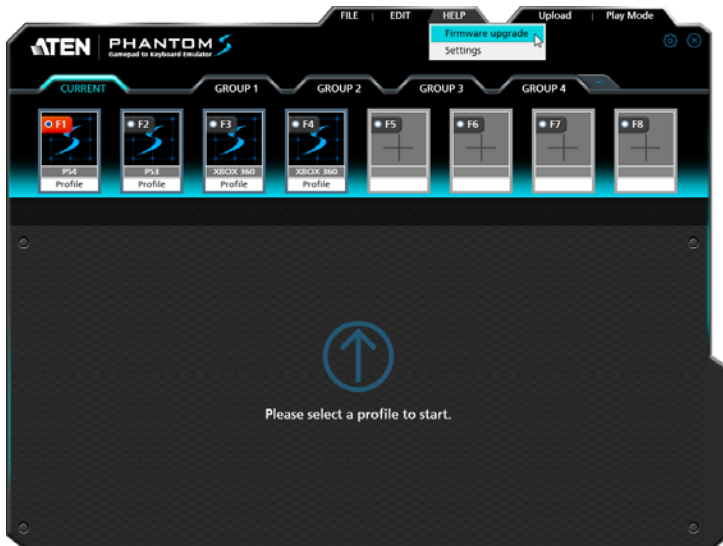 FILE | EDIT HELP Upload | Play Mode
Firmware upgrade
Settings
ATEN PHANTOM S
Gamepad to Keyboard Emulator
CURRENT GROUP 1 GROUP 2 GROUP 3 GROUP 4
F1 F2 F3 F4 F5 F6 F7 F8
PS4 PS3 XBOX 360 XBOX 360
Profile Profile Profile Profile
Please select a profile to start.